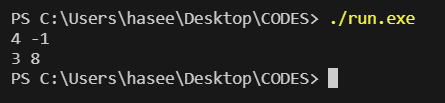 PS C:\Users\hasee\Desktop\CODES> ./run.exe
4 -1
3 8
PS C:\Users\hasee\Desktop\CODES>